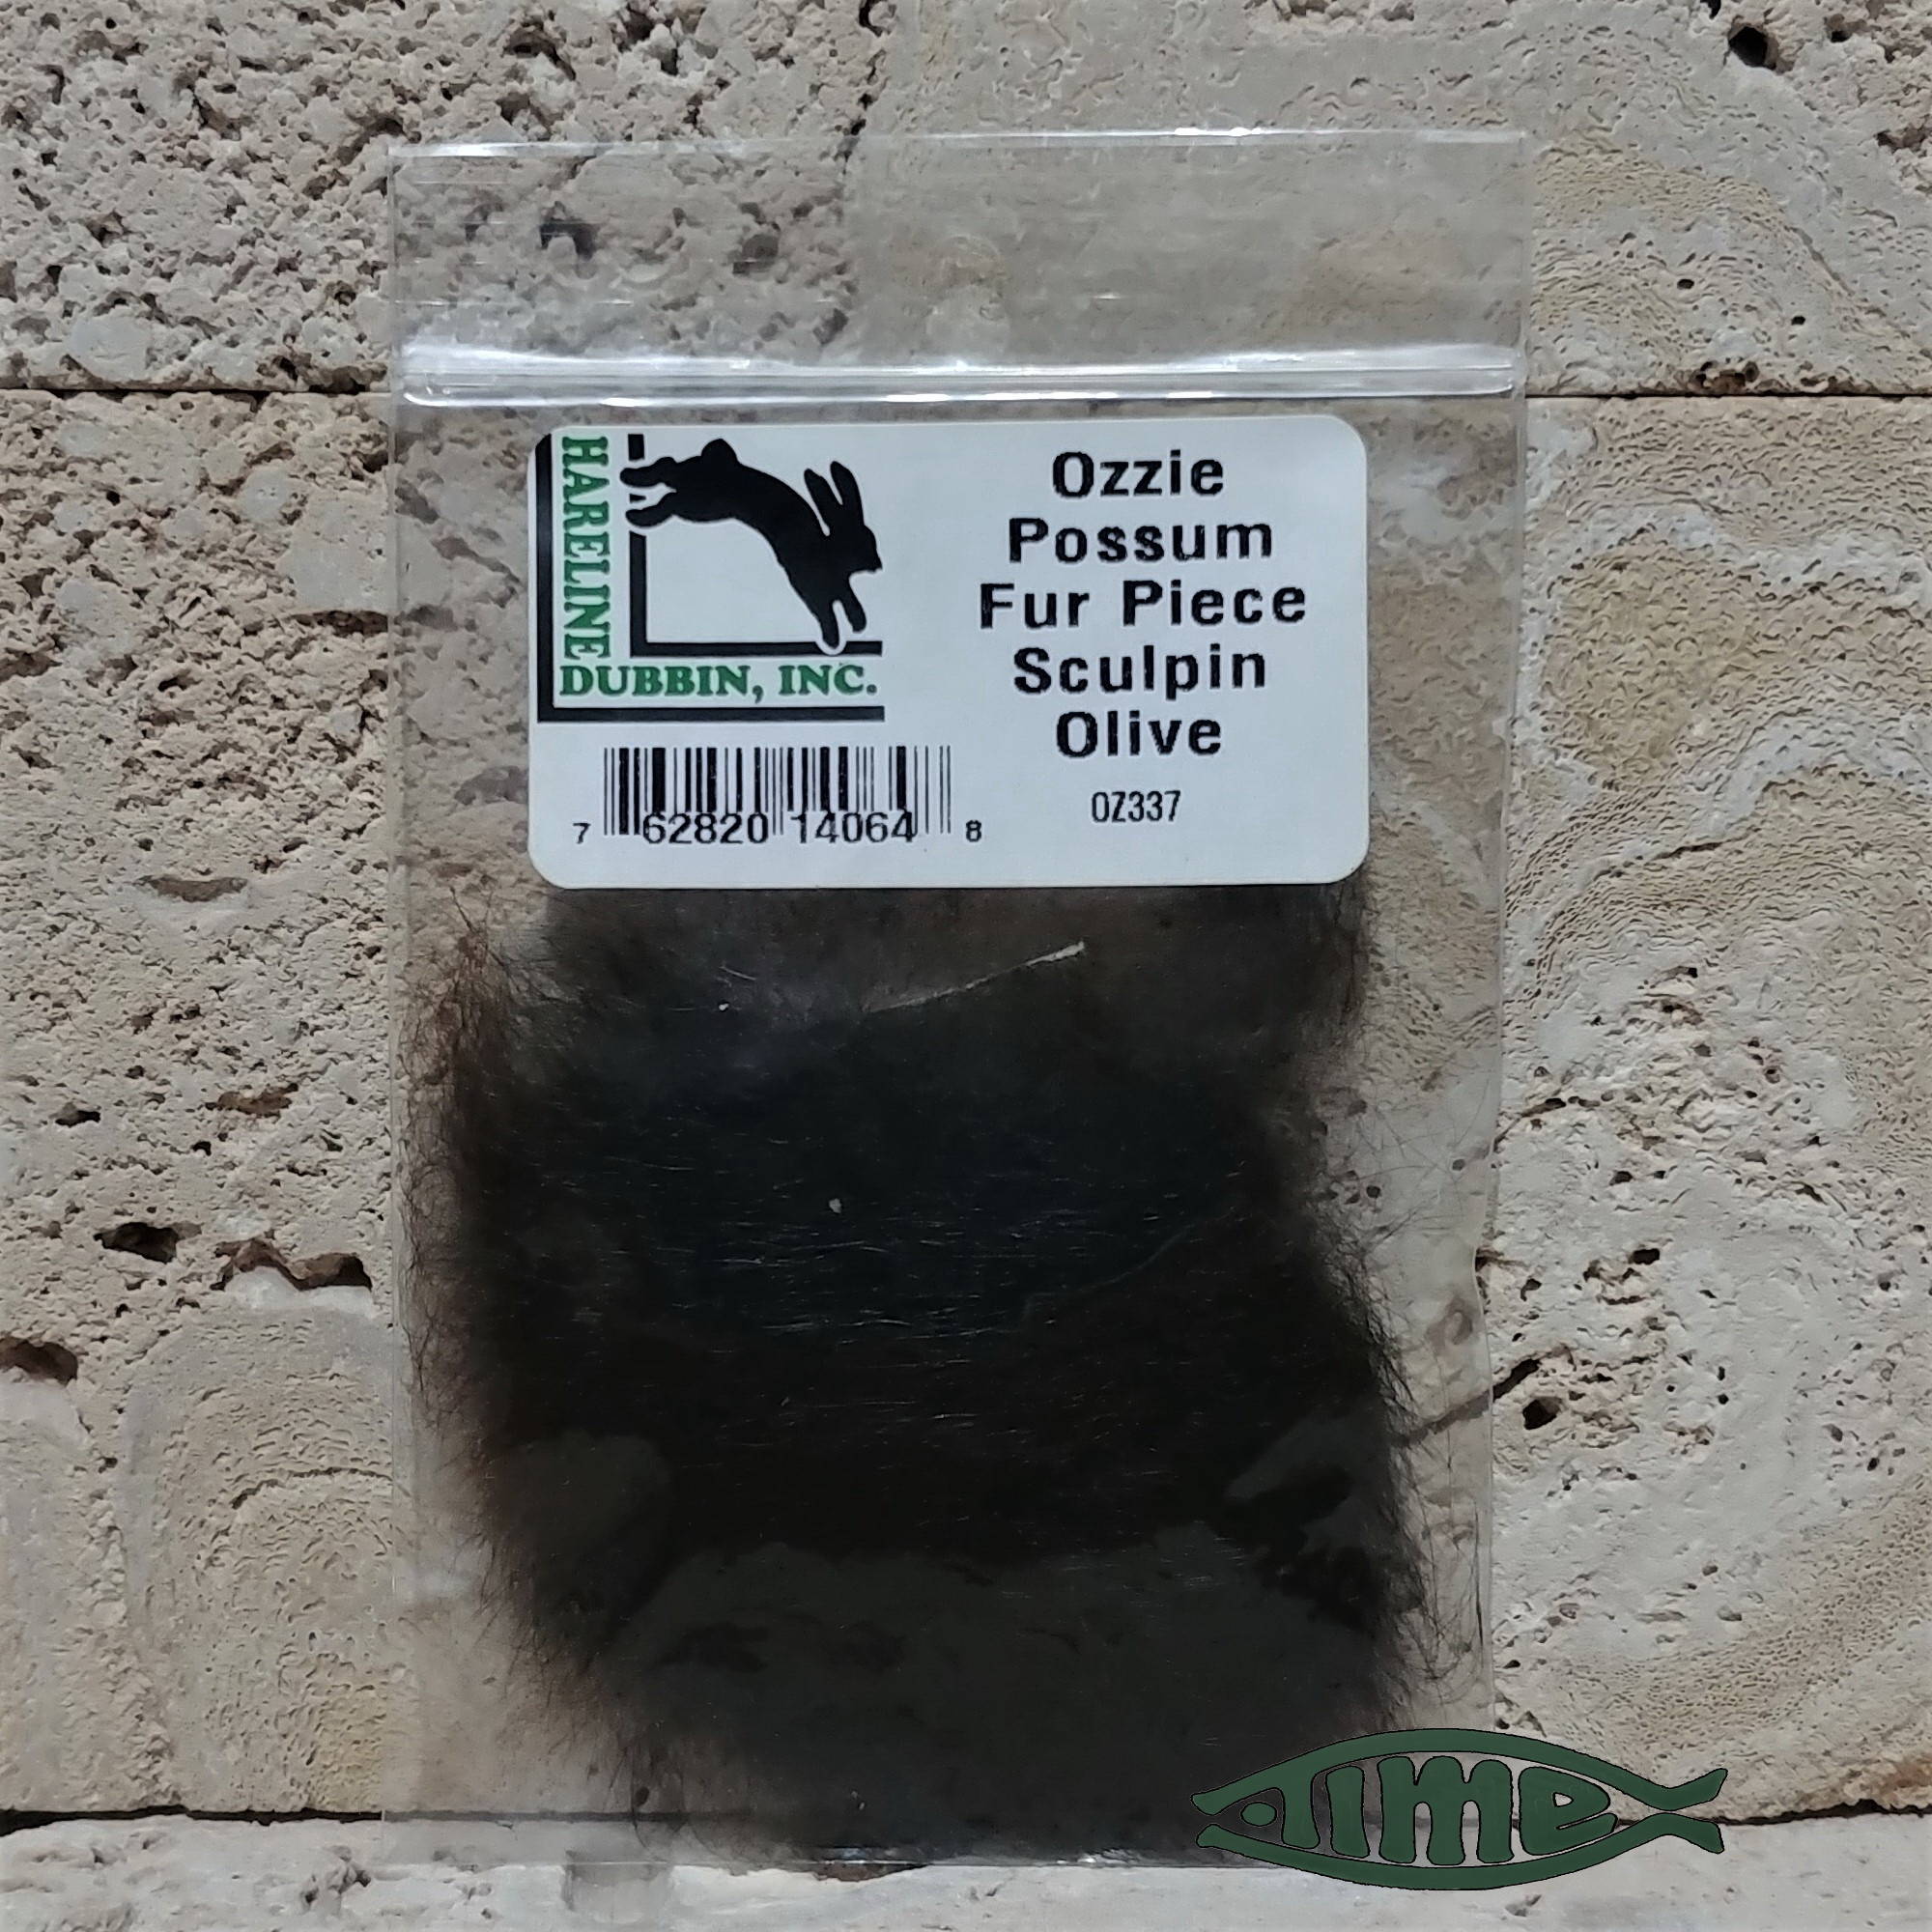 HARELINE
DUBBIN, INC.
Ozzie
Possum
Fur Piece
Sculpin
Olive
OZ337
7 62820 14064 8
TIME